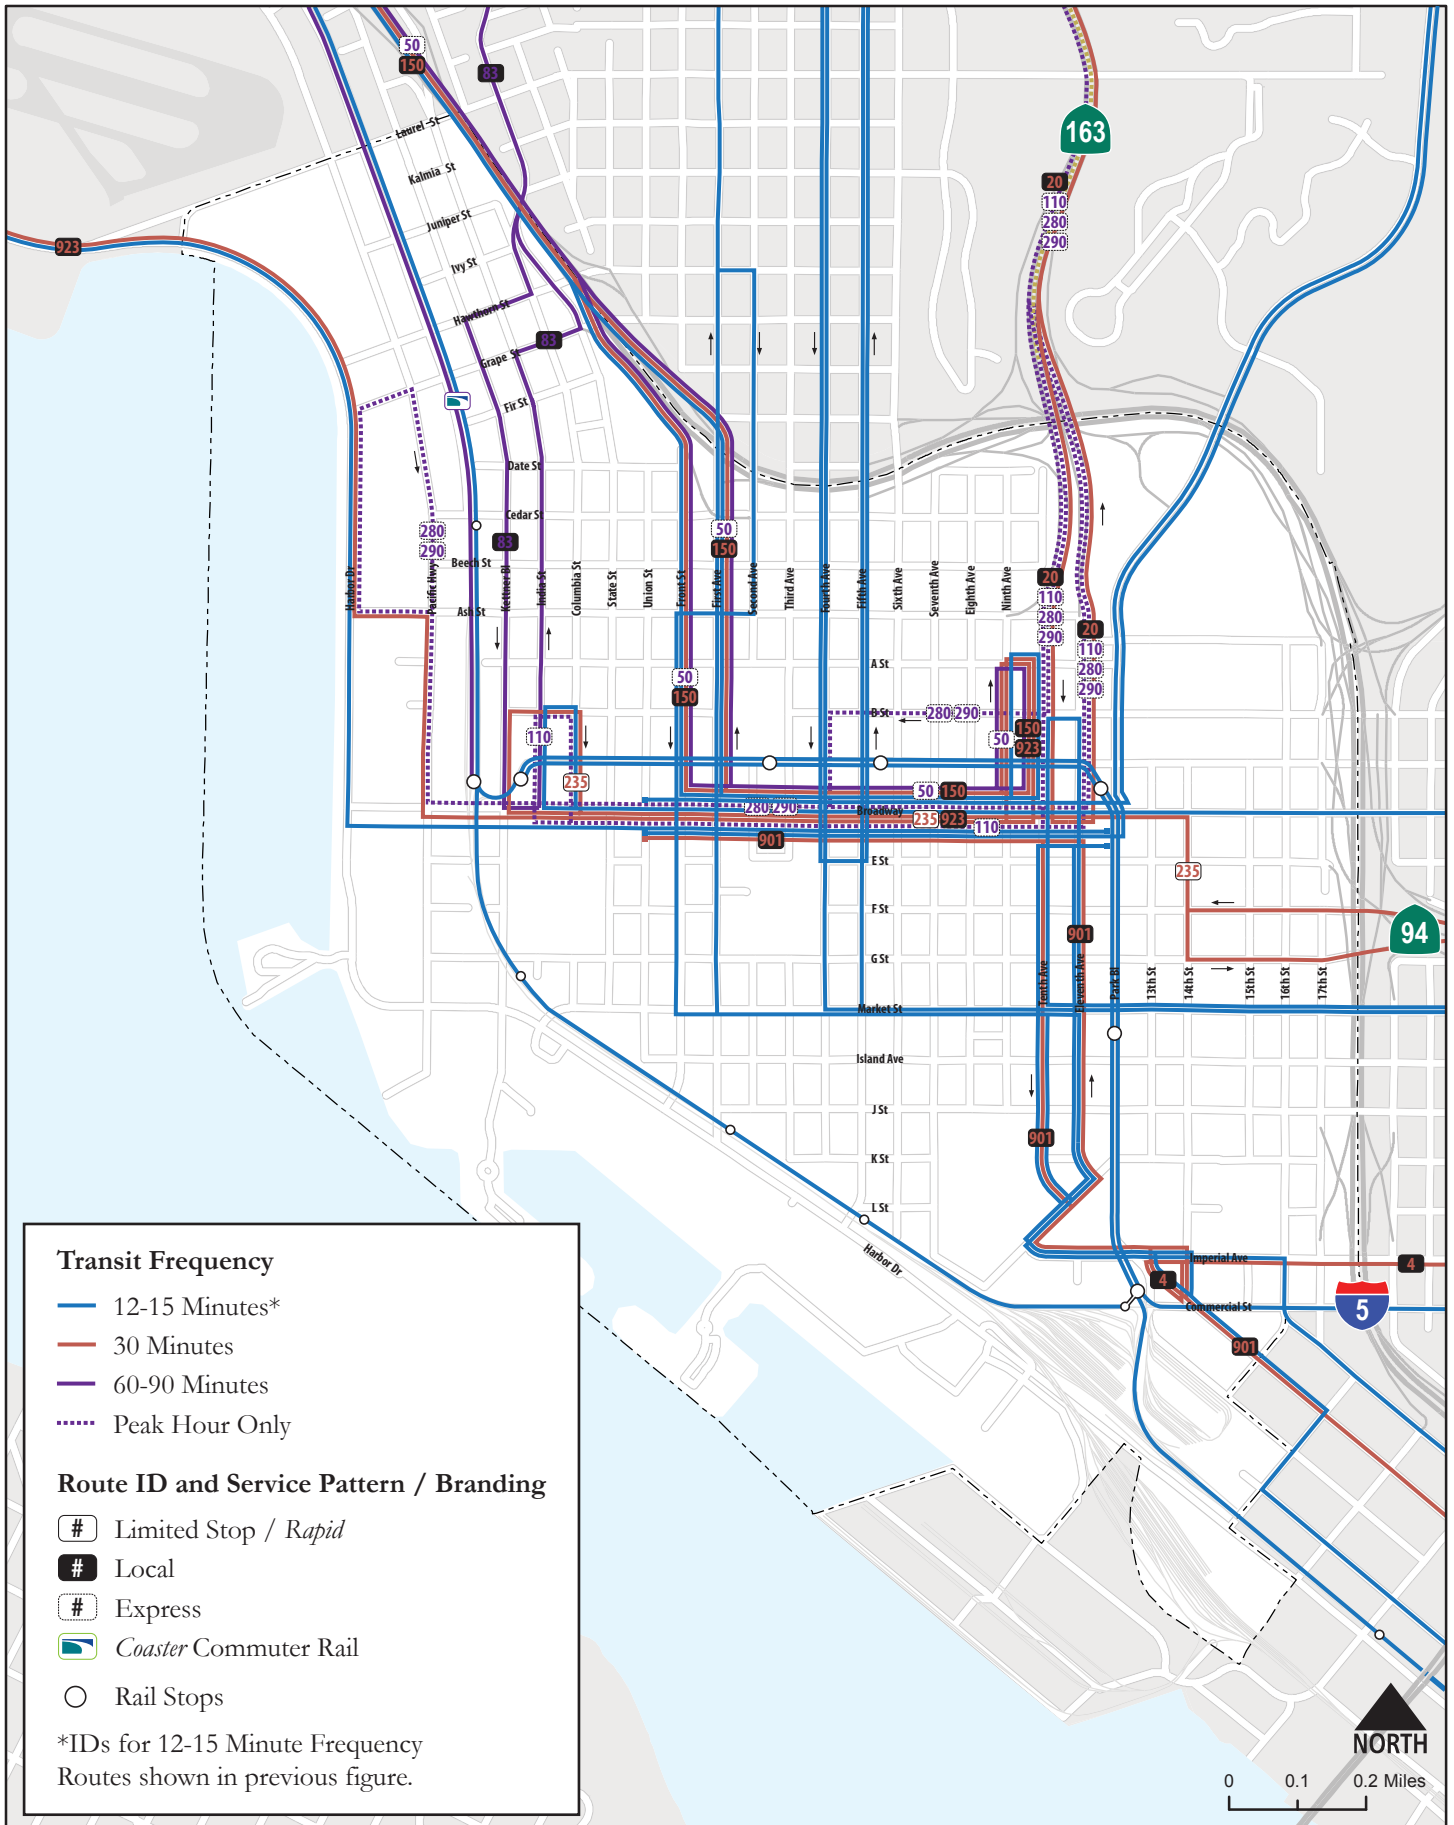 50
150
83
Laurel St
163
Kalmia St
20
110
280
290
Juniper St
923
Ivy St
Hawthorn St
83
Grape St
Fir St
Date St
Cedar St
280
290
50
150
83
Beech St
Harbor Dr
Pacific Hwy
Ash St
Kettner Bl
India St
Columbia St
State St
Union St
Front St
First Ave
Second Ave
Third Ave
Fourth Ave
Fifth Ave
Sixth Ave
Seventh Ave
Eighth Ave
Ninth Ave
20
110
280
290
20
110
280
290
A St
50
150
B St
280 290
110
50
150
923
235
50 150
280 290
Broadway
235 923
110
901
E St
235
F St
901
94
G St
Tenth Ave
Eleventh Ave
Park Bl
13th St
14th St
15th St
16th St
17th St
Market St
Island Ave
J St
901
K St
L St
Harbor Dr
Imperial Ave
4
4
Commercial St
5
901
Transit Frequency
12-15 Minutes*
30 Minutes
60-90 Minutes
Peak Hour Only
Route ID and Service Pattern / Branding
# Limited Stop / Rapid
# Local
# Express
Coaster Commuter Rail
Rail Stops
*IDs for 12-15 Minute Frequency
Routes shown in previous figure.
NORTH
0 0.1 0.2 Miles